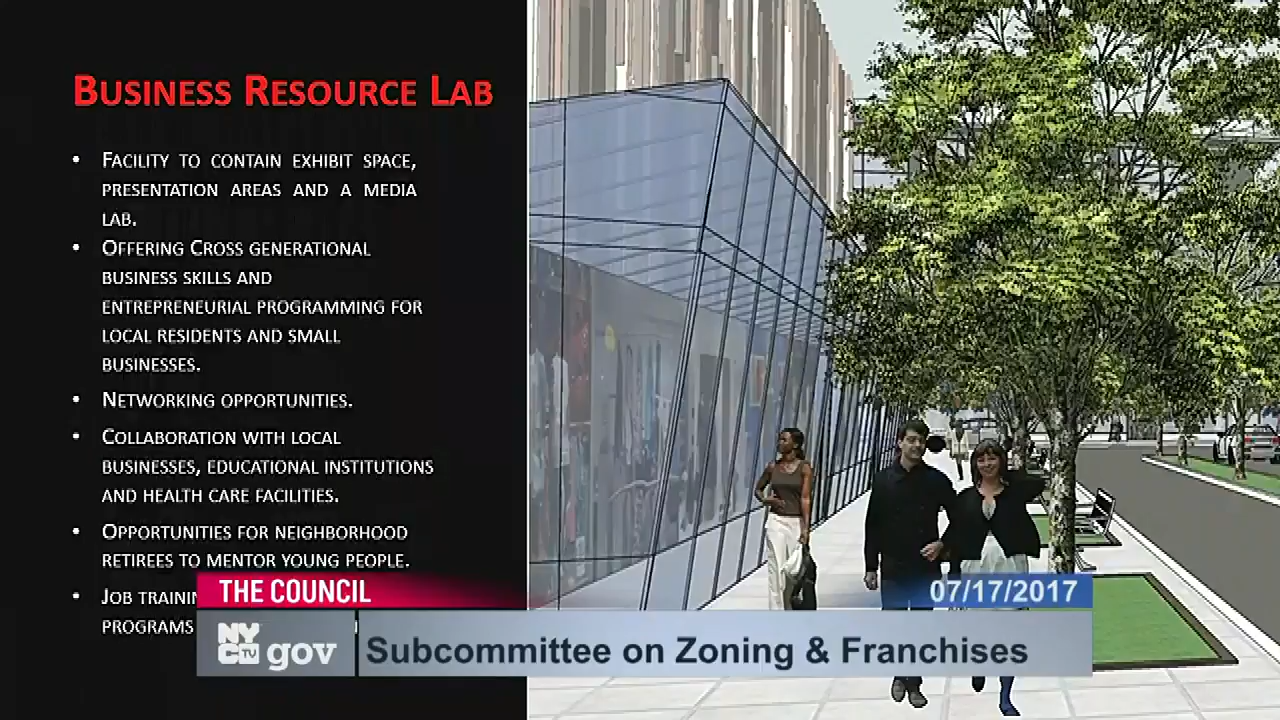 BUSINESS RESOURCE LAB
• FACILITY TO CONTAIN EXHIBIT SPACE,
PRESENTATION AREAS AND A MEDIA
LAB.
• OFFERING CROSS GENERATIONAL
BUSINESS SKILLS AND
ENTREPRENEURIAL PROGRAMMING FOR
LOCAL RESIDENTS AND SMALL
BUSINESSES.
• NETWORKING OPPORTUNITIES.
• COLLABORATION WITH LOCAL
BUSINESSES, EDUCATIONAL INSTITUTIONS
AND HEALTH CARE FACILITIES.
• OPPORTUNITIES FOR NEIGHBORHOOD
RETIREES TO MENTOR YOUNG PEOPLE.
• JOB
PROGRAMS
THE COUNCIL
07/17/2017
NYC TV gov
Subcommittee on Zoning & Franchises